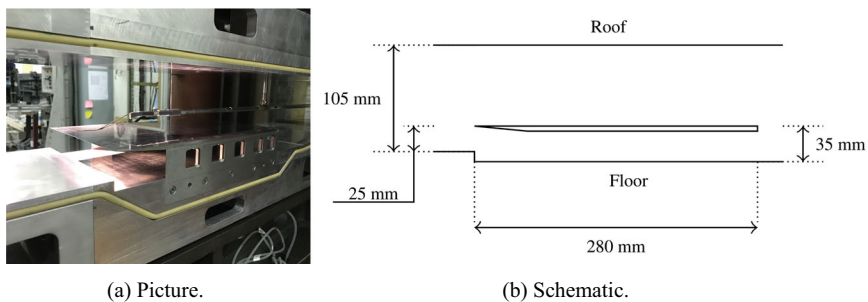 Roof
105 mm
35 mm
25 mm
Floor
280 mm
(a) Picture.
(b) Schematic.